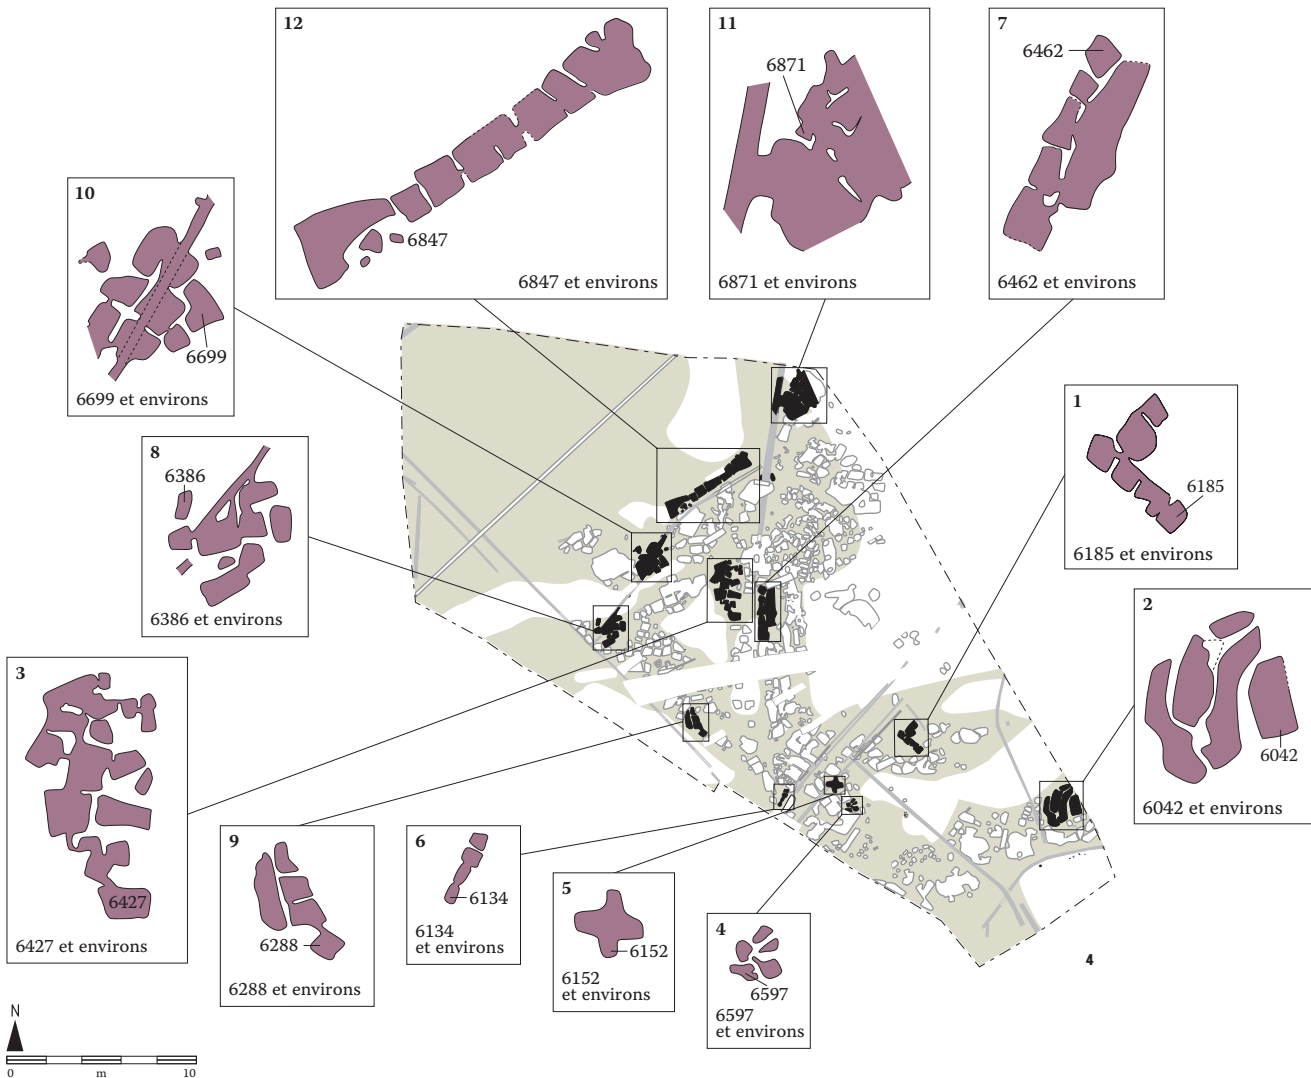 12
6847
6847 et environs
11
6871
6871 et environs
7
6462
6462 et environs
10
6699
6699 et environs
8
6386
6386 et environs
1
6185
6185 et environs
2
6042
6042 et environs
3
6427
6427 et environs
9
6288
6288 et environs
6
6134
6134
et environs
5
6152
6152
et environs
4
6597
6597
et environs
4
N
0 m 10